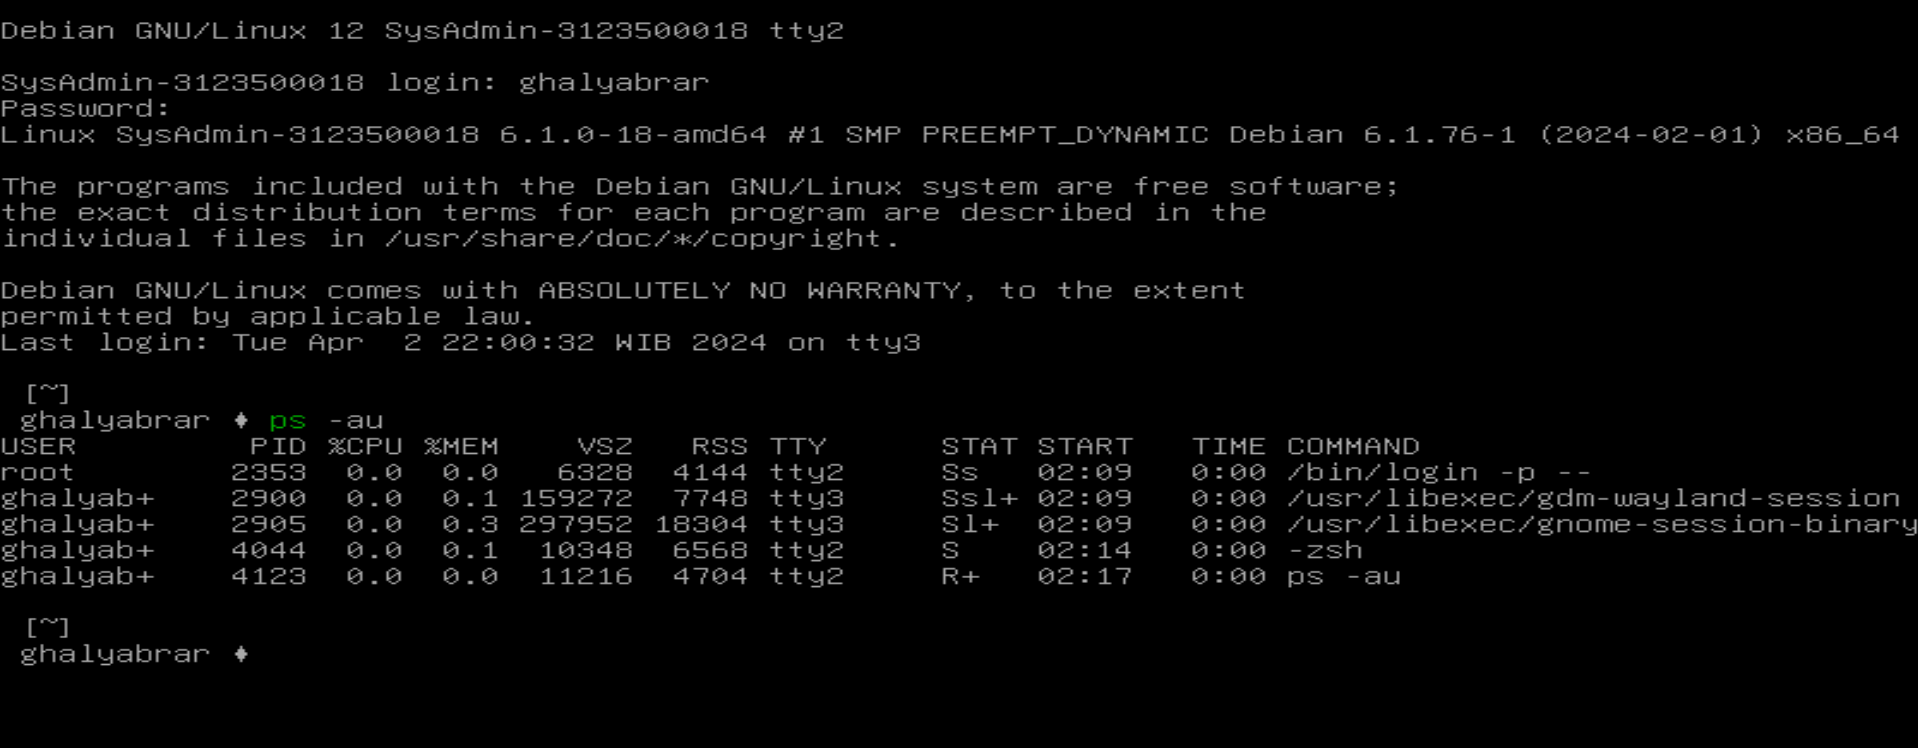 Debian GNU/Linux 12 SysAdmin-3123500018 tty2
SysAdmin-3123500018 login: ghalyabrar
Password:
Linux SysAdmin-3123500018 6.1.0-18-amd64 #1 SMP PREEMPT_DYNAMIC Debian 6.1.76-1 (2024-02-01) x86_64
The programs included with the Debian GNU/Linux system are free software;
the exact distribution terms for each program are described in the
individual files in /usr/share/doc/*/copyright.
Debian GNU/Linux comes with ABSOLUTELY NO WARRANTY, to the extent
permitted by applicable law.
Last login: Tue Apr  2 22:00:32 WIB 2024 on tty3
[~]
ghalyabrar ♦ ps -au
USER         PID %CPU %MEM    VSZ   RSS TTY      STAT START   TIME COMMAND
root        2353  0.0  0.0   6328  4144 tty2     Ss   02:09   0:00 /bin/login -p --
ghalyab+    2900  0.0  0.1 159272  7748 tty3     Ssl+ 02:09   0:00 /usr/libexec/gdm-wayland-session
ghalyab+    2905  0.0  0.3 297952 18304 tty3     Sl+  02:09   0:00 /usr/libexec/gnome-session-binary
ghalyab+    4044  0.0  0.1  10348  6568 tty2     S    02:14   0:00 -zsh
ghalyab+    4123  0.0  0.0  11216  4704 tty2     R+   02:17   0:00 ps -au
[~]
ghalyabrar ♦